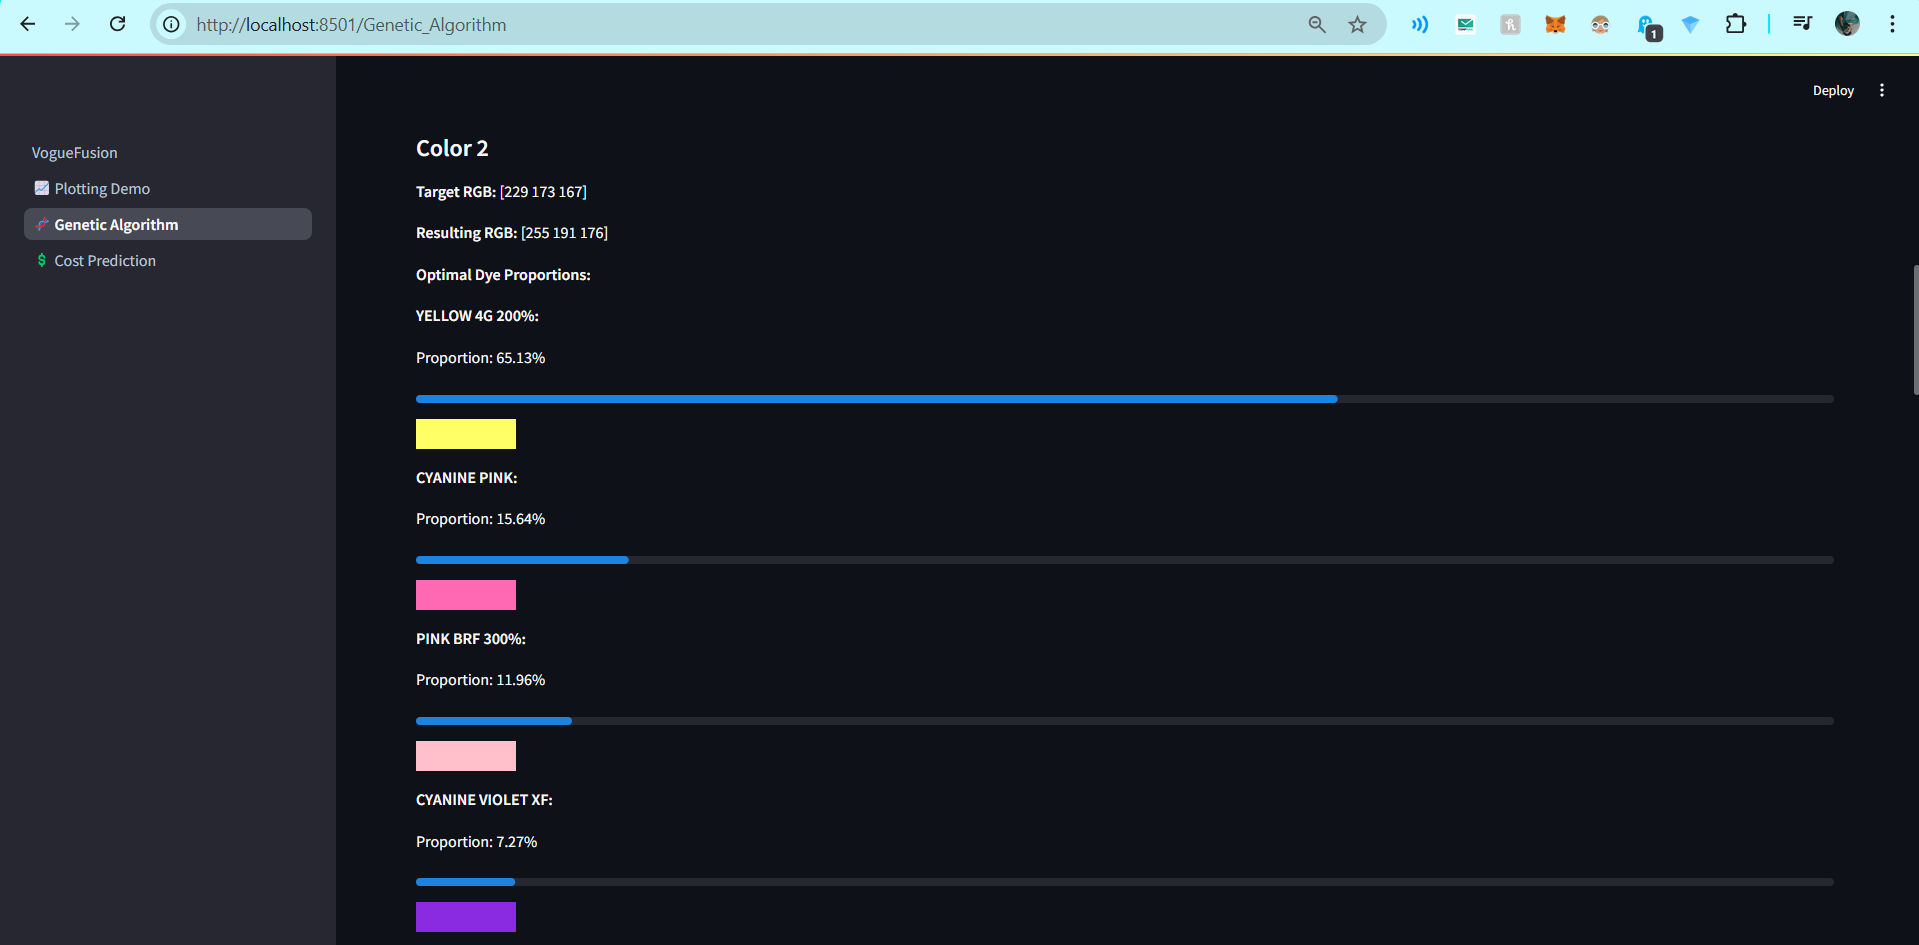 http://localhost:8501/Genetic_Algorithm
1
Deploy
VogueFusion
Plotting Demo
Genetic Algorithm
Cost Prediction
Color 2
Target RGB: [229 173 167]
Resulting RGB: [255 191 176]
Optimal Dye Proportions:
YELLOW 4G 200%:
Proportion: 65.13%
CYANINE PINK:
Proportion: 15.64%
PINK BRF 300%:
Proportion: 11.96%
CYANINE VIOLET XF:
Proportion: 7.27%